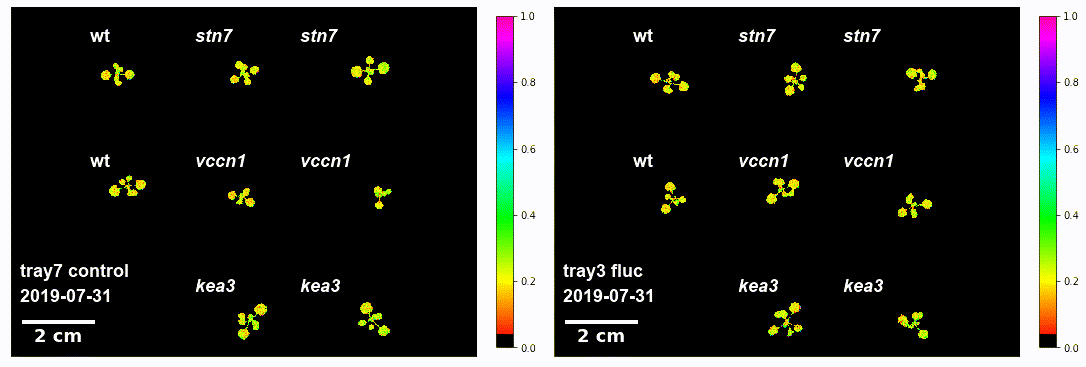 wt stn7 stn7
wt vccn1 vccn1
kea3 kea3
tray7 control
2019-07-31
2 cm
1.0
0.8
0.6
0.4
0.2
0.0
wt stn7 stn7
wt vccn1 vccn1
kea3 kea3
tray3 fluc
2019-07-31
2 cm
1.0
0.8
0.6
0.4
0.2
0.0